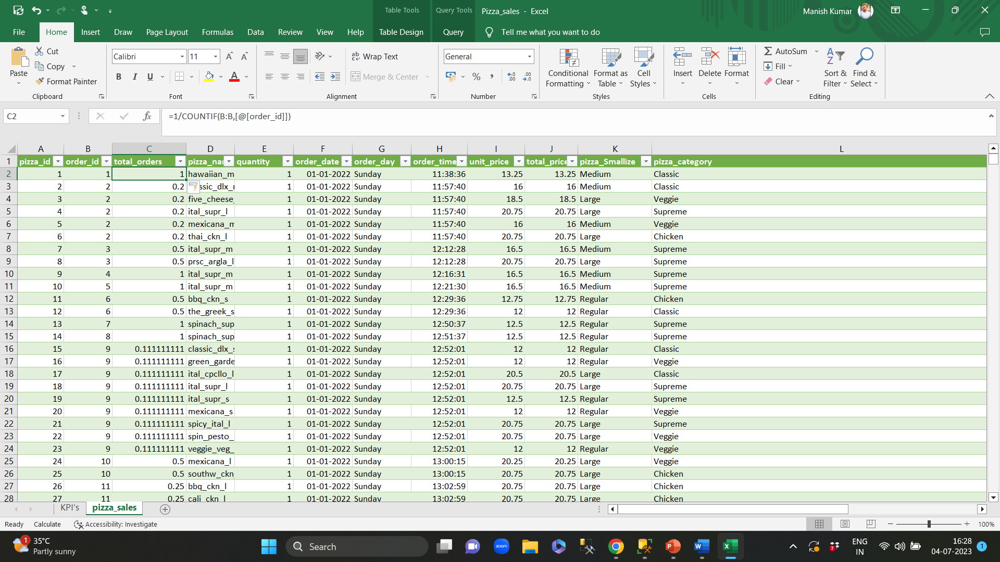 Table Tools
Query Tools
Pizza_sales - Excel
Manish Kumar
File
Home
Insert
Draw
Page Layout
Formulas
Data
Review
View
Help
Table Design
Query
Tell me what you want to do
Paste
Cut
Copy
Format Painter
Clipboard
Calibri
11
B I U
Font
Wrap Text
Merge & Center
Alignment
General
Number
Conditional Formatting
Format as Table
Cell Styles
Styles
Insert
Delete
Format
Cells
AutoSum
Fill
Clear
Sort & Filter
Find & Select
Editing
C2
fx
=1/COUNTIF(B:B,[@[order_id]])
A B C D E F G H I J K L
1 pizza_id order_id total_orders pizza_nar quantity order_date order_day order_time unit_price total_price pizza_Smallize pizza_category
2 1 1 1 hawaiian_m 1 01-01-2022 Sunday 11:38:36 13.25 13.25 Medium Classic
3 2 2 0.2 ssic_dlx_r 1 01-01-2022 Sunday 11:57:40 16 16 Medium Classic
4 3 2 0.2 five_cheese_ 1 01-01-2022 Sunday 11:57:40 18.5 18.5 Large Veggie
5 4 2 0.2 ital_supr_l 1 01-01-2022 Sunday 11:57:40 20.75 20.75 Large Supreme
6 5 2 0.2 mexicana_m 1 01-01-2022 Sunday 11:57:40 16 16 Medium Veggie
7 6 2 0.2 thai_ckn_l 1 01-01-2022 Sunday 11:57:40 20.75 20.75 Large Chicken
8 7 3 0.5 ital_supr_m 1 01-01-2022 Sunday 12:12:28 16.5 16.5 Medium Supreme
9 8 3 0.5 prsc_argla_l 1 01-01-2022 Sunday 12:12:28 20.75 20.75 Large Supreme
10 9 4 1 ital_supr_m 1 01-01-2022 Sunday 12:16:31 16.5 16.5 Medium Supreme
11 10 5 1 ital_supr_m 1 01-01-2022 Sunday 12:21:30 16.5 16.5 Medium Supreme
12 11 6 0.5 bbq_ckn_s 1 01-01-2022 Sunday 12:29:36 12.75 12.75 Regular Chicken
13 12 6 0.5 the_greek_s 1 01-01-2022 Sunday 12:29:36 12 12 Regular Classic
14 13 7 1 spinach_sup 1 01-01-2022 Sunday 12:50:37 12.5 12.5 Regular Supreme
15 14 8 1 spinach_sup 1 01-01-2022 Sunday 12:51:37 12.5 12.5 Regular Supreme
16 15 9 0.111111111 classic_dlx_s 1 01-01-2022 Sunday 12:52:01 12 12 Regular Classic
17 16 9 0.111111111 green_garde 1 01-01-2022 Sunday 12:52:01 12 12 Regular Veggie
18 17 9 0.111111111 ital_cpcllo_l 1 01-01-2022 Sunday 12:52:01 20.5 20.5 Large Classic
19 18 9 0.111111111 ital_supr_l 1 01-01-2022 Sunday 12:52:01 20.75 20.75 Large Supreme
20 19 9 0.111111111 ital_supr_s 1 01-01-2022 Sunday 12:52:01 12.5 12.5 Regular Supreme
21 20 9 0.111111111 mexicana_s 1 01-01-2022 Sunday 12:52:01 12 12 Regular Veggie
22 21 9 0.111111111 spicy_ital_l 1 01-01-2022 Sunday 12:52:01 20.75 20.75 Large Supreme
23 22 9 0.111111111 spin_pesto_ 1 01-01-2022 Sunday 12:52:01 20.75 20.75 Large Veggie
24 23 9 0.111111111 veggie_veg_ 1 01-01-2022 Sunday 12:52:01 12 12 Regular Veggie
25 24 10 0.5 mexicana_l 1 01-01-2022 Sunday 13:00:15 20.25 20.25 Large Veggie
26 25 10 0.5 southw_ckn_ 1 01-01-2022 Sunday 13:00:15 20.75 20.75 Large Chicken
27 26 11 0.25 bbq_ckn_l 1 01-01-2022 Sunday 13:02:59 20.75 20.75 Large Chicken
28 27 11 0.25 cali_ckn_l 1 01-01-2022 Sunday 13:02:59 20.75 20.75 Large Chicken
KPI's
pizza_sales
Ready
Calculate
Accessibility: Investigate
100%
1
35°C
Partly sunny
Search
zoom
7
ENG
IN
16:28
04-07-2023
1